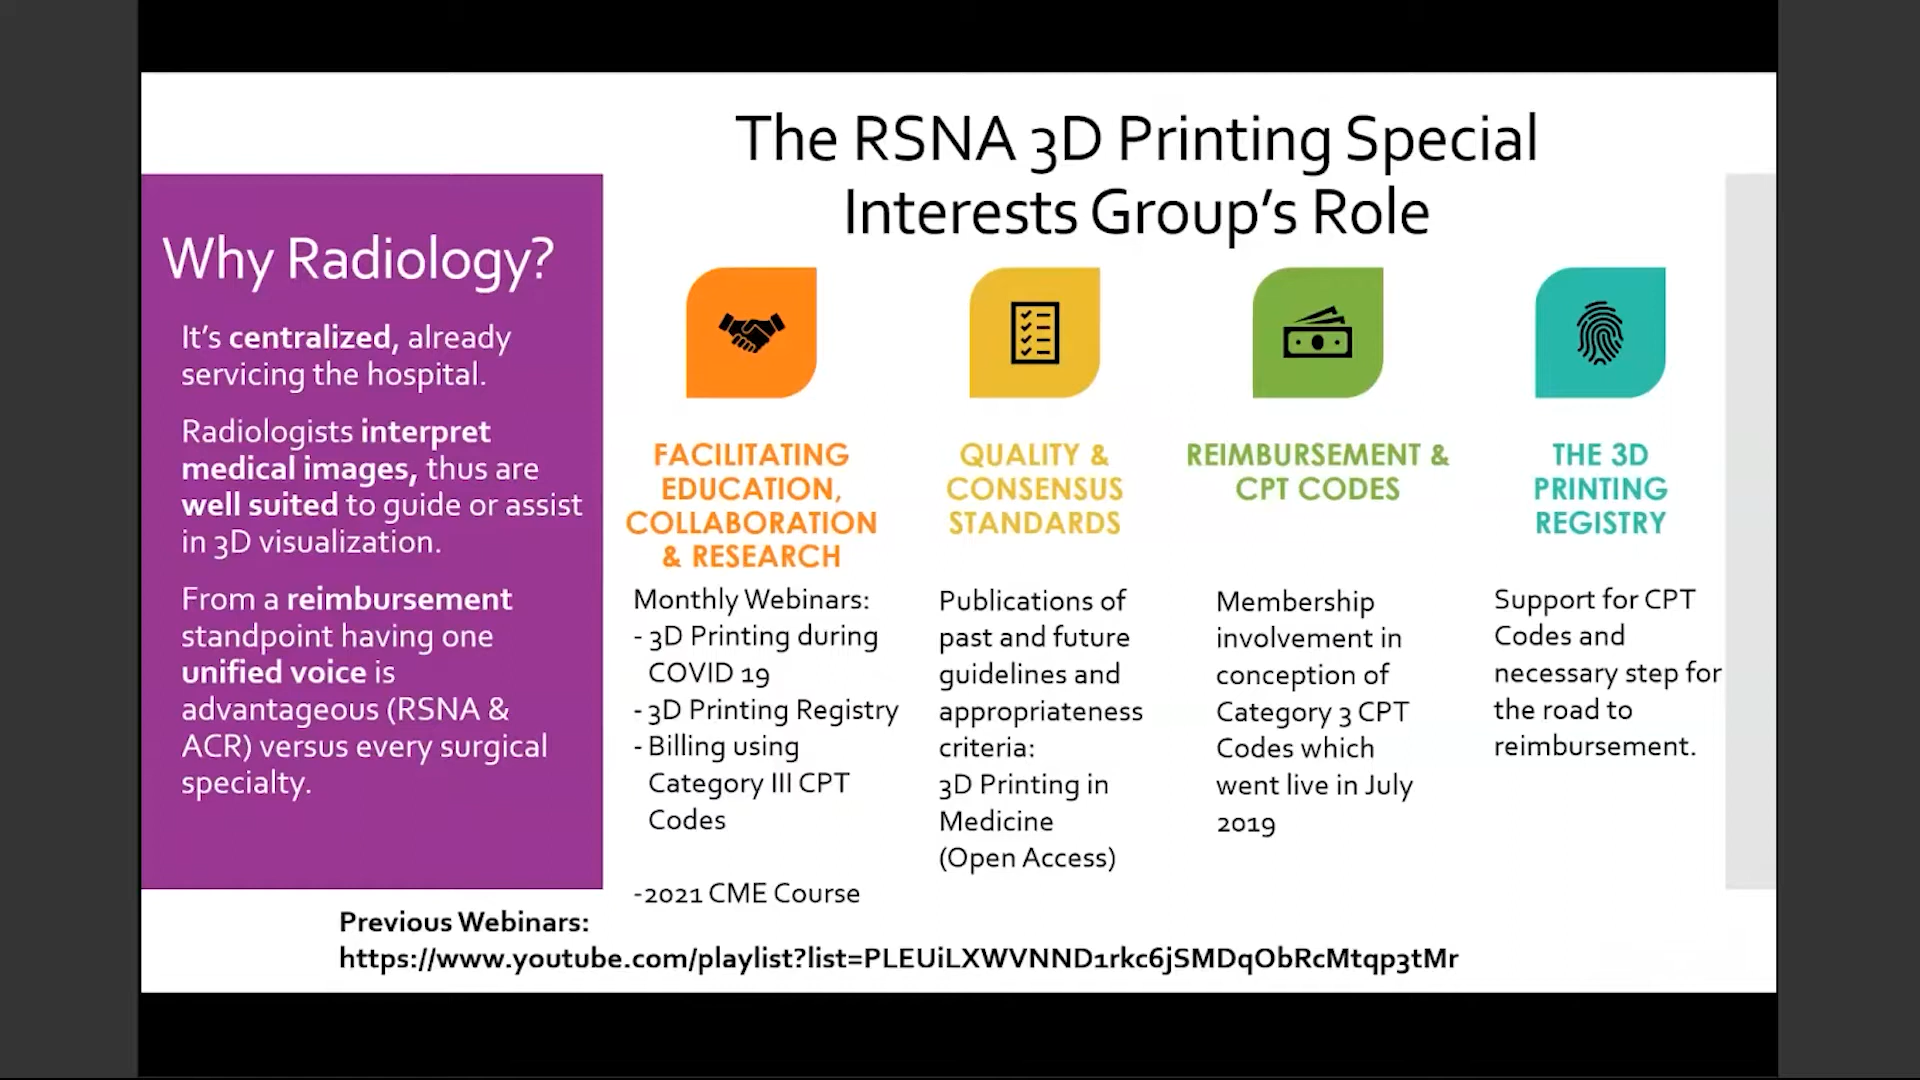 The RSNA 3D Printing Special
Interests Group's Role
Why Radiology?
It's centralized, already
servicing the hospital.
Radiologists interpret
medical images, thus are
well suited to guide or assist
in 3D visualization.
From a reimbursement
standpoint having one
unified voice is
advantageous (RSNA &
ACR) versus every surgical
specialty.
FACILITATING
EDUCATION,
COLLABORATION
& RESEARCH
Monthly Webinars:
- 3D Printing during
COVID 19
- 3D Printing Registry
- Billing using
Category III CPT
Codes
-2021 CME Course
QUALITY &
CONSENSUS
STANDARDS
Publications of
past and future
guidelines and
appropriateness
criteria:
3D Printing in
Medicine
(Open Access)
REIMBURSEMENT &
CPT CODES
Membership
involvement in
conception of
Category 3 CPT
Codes which
went live in July
2019
THE 3D
PRINTING
REGISTRY
Support for CPT
Codes and
necessary step for
the road to
reimbursement.
Previous Webinars:
https://www.youtube.com/playlist?list=PLEUiLXWVNND1rkc6jSMDqObRcMtqp3tMr